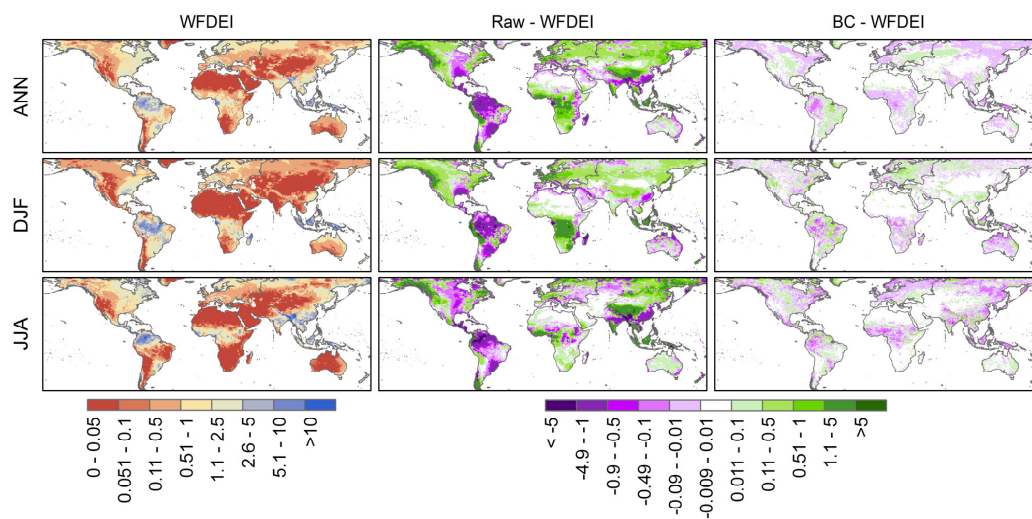 WFDEI
Raw - WFDEI
BC - WFDEI
ANN
DJF
JJA
0 - 0.05
0.051 - 0.1
0.11 - 0.5
0.51 - 1
1.1 - 2.5
2.6 - 5
5.1 - 10
>10
< -5
-4.9 - -1
-0.9 - -0.5
-0.49 - -0.1
-0.09 - -0.01
-0.009 - 0.01
0.011 - 0.1
0.11 - 0.5
0.51 - 1
1.1 - 5
>5